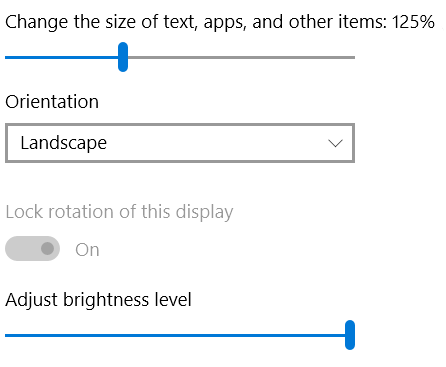 Change the size of text, apps, and other items: 125%
Orientation
Landscape
Lock rotation of this display
On
Adjust brightness level